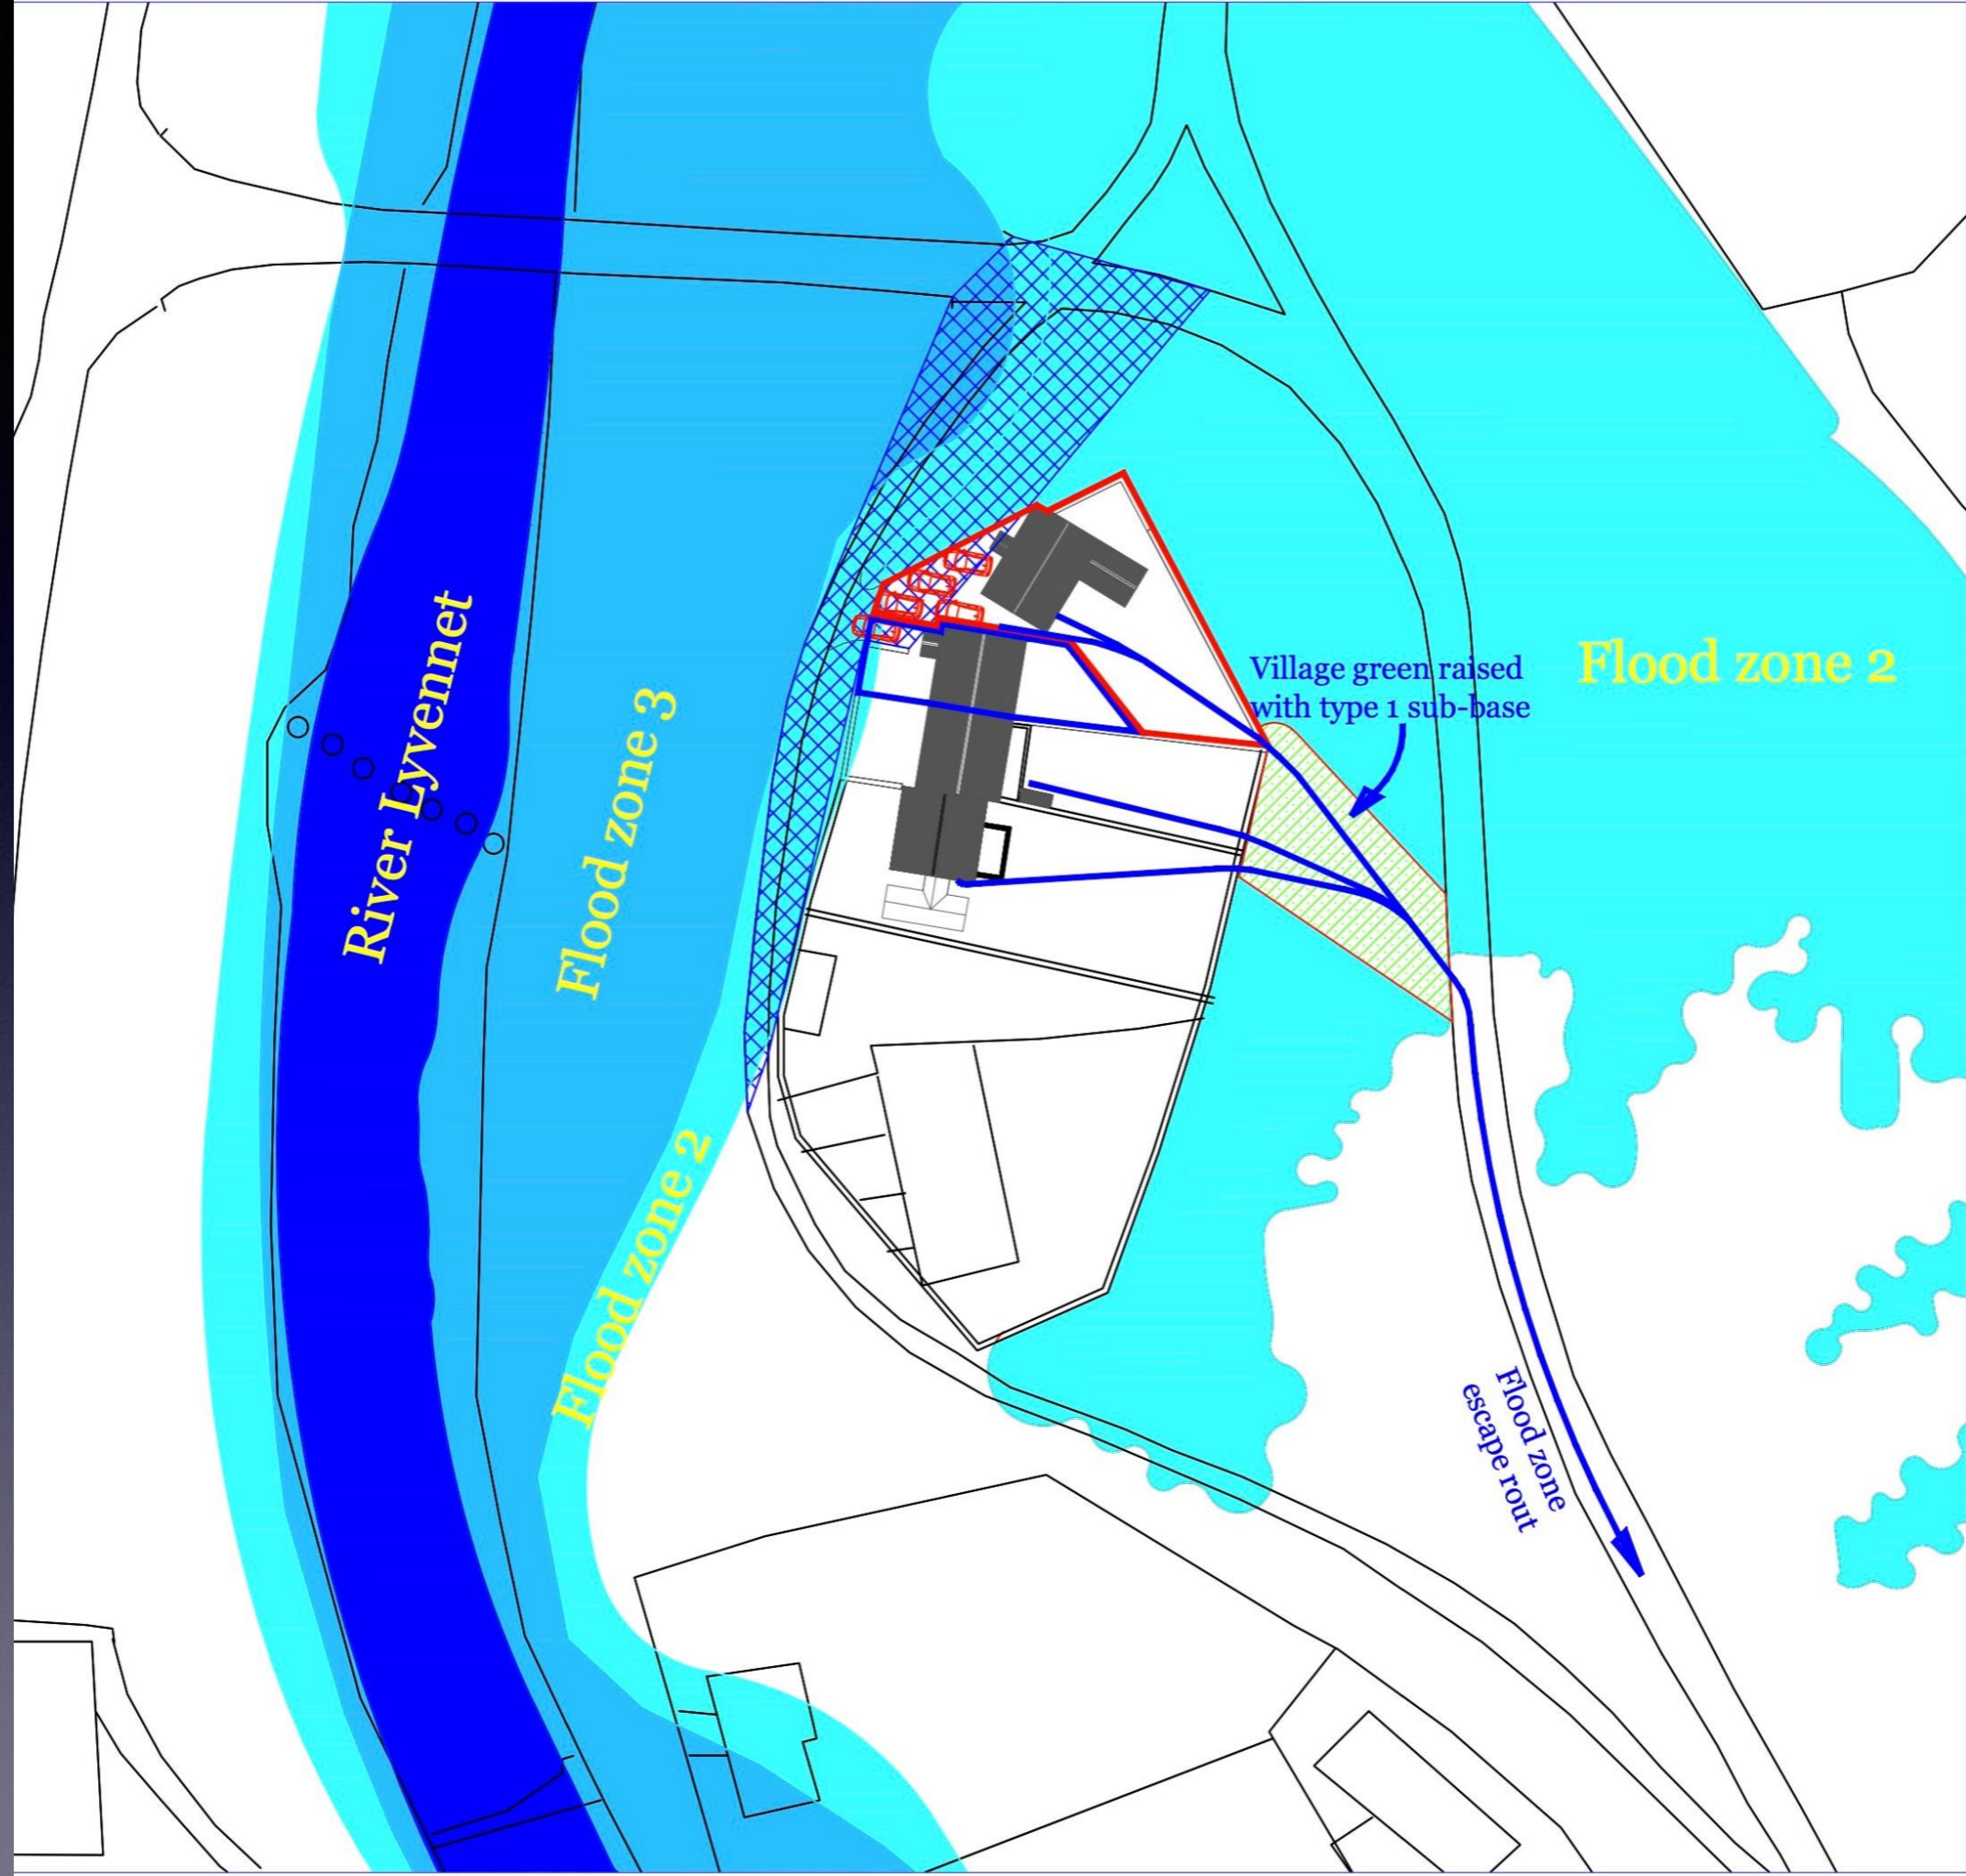 River Lyvennet
Flood zone 3
Flood zone 2
Village green raised
with type 1 sub-base
Flood zone 2
Flood zone
escape rout